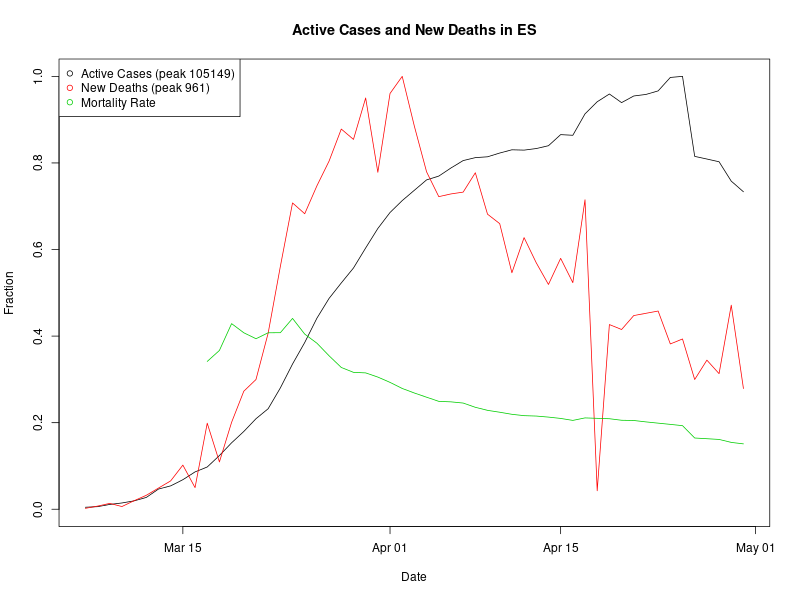 Active Cases and New Deaths in ES
Active Cases (peak 105149)
New Deaths (peak 961)
Mortality Rate
Fraction
1.0
0.8
0.6
0.4
0.2
0.0
Mar 15
Apr 01
Apr 15
May 01
Date